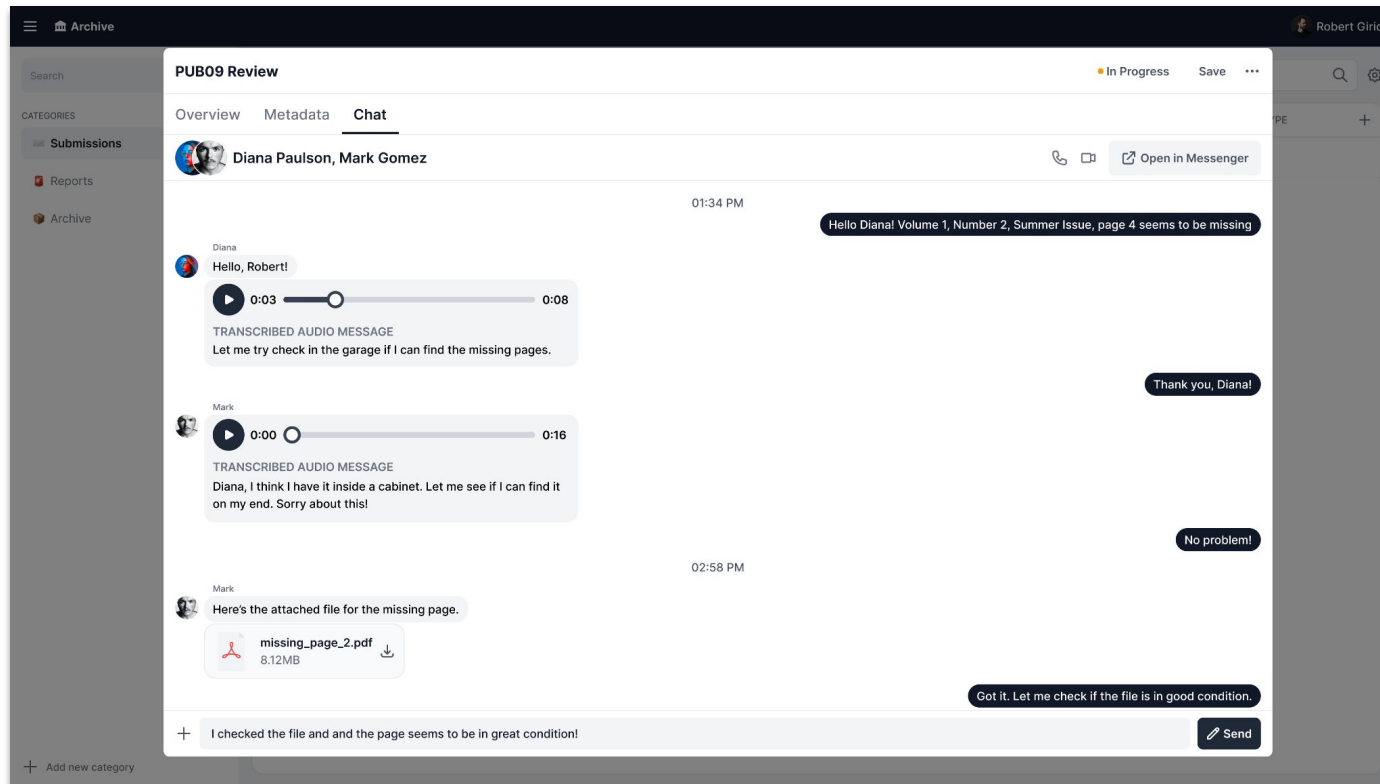 Archive
Robert Giric
Search
CATEGORIES
Submissions
Reports
Archive
Add new category
PUB09 Review
In Progress
Save
Overview
Metadata
Chat
Diana Paulson, Mark Gomez
Open in Messenger
01:34 PM
Hello Diana! Volume 1, Number 2, Summer Issue, page 4 seems to be missing
Diana
Hello, Robert!
0:03
0:08
TRANSCRIBED AUDIO MESSAGE
Let me try check in the garage if I can find the missing pages.
Thank you, Diana!
Mark
0:00
0:16
TRANSCRIBED AUDIO MESSAGE
Diana, I think I have it inside a cabinet. Let me see if I can find it
on my end. Sorry about this!
No problem!
02:58 PM
Mark
Here's the attached file for the missing page.
missing_page_2.pdf
8.12MB
Got it. Let me check if the file is in good condition.
I checked the file and and the page seems to be in great condition!
Send